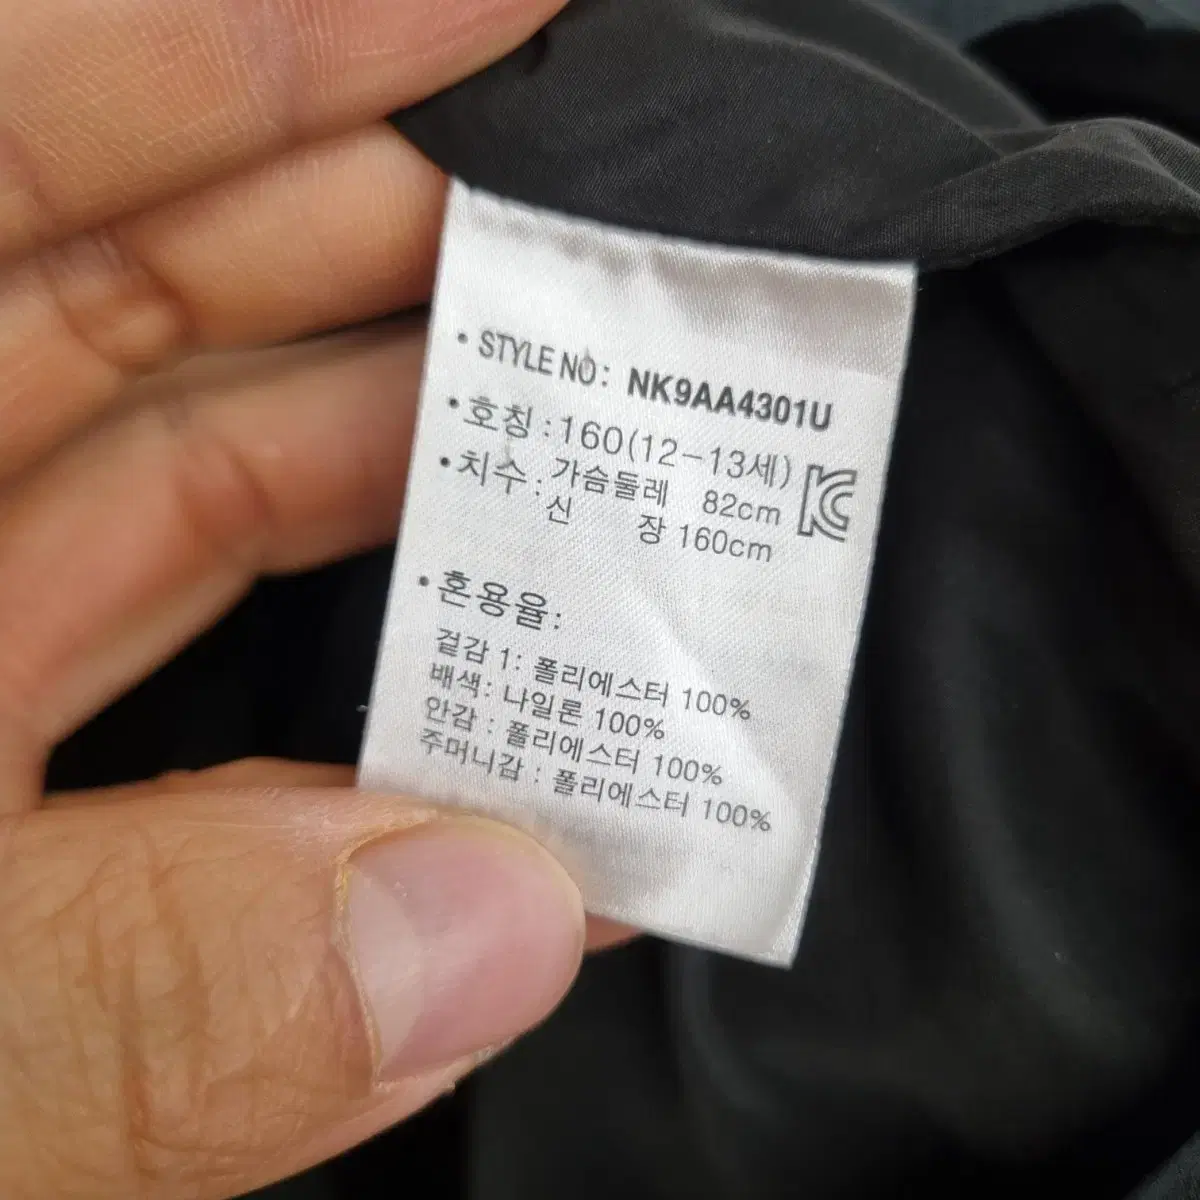 • STYLE NO: NK9AA4301U
• 호칭 : 160(12-13세)
• 치수 : 가슴둘레 82cm
신 장 160cm
KC
• 혼용율:
겉감 1: 폴리에스터 100%
배색: 나일론 100%
안감 : 폴리에스터 100%
주머니감 : 폴리에스터 100%